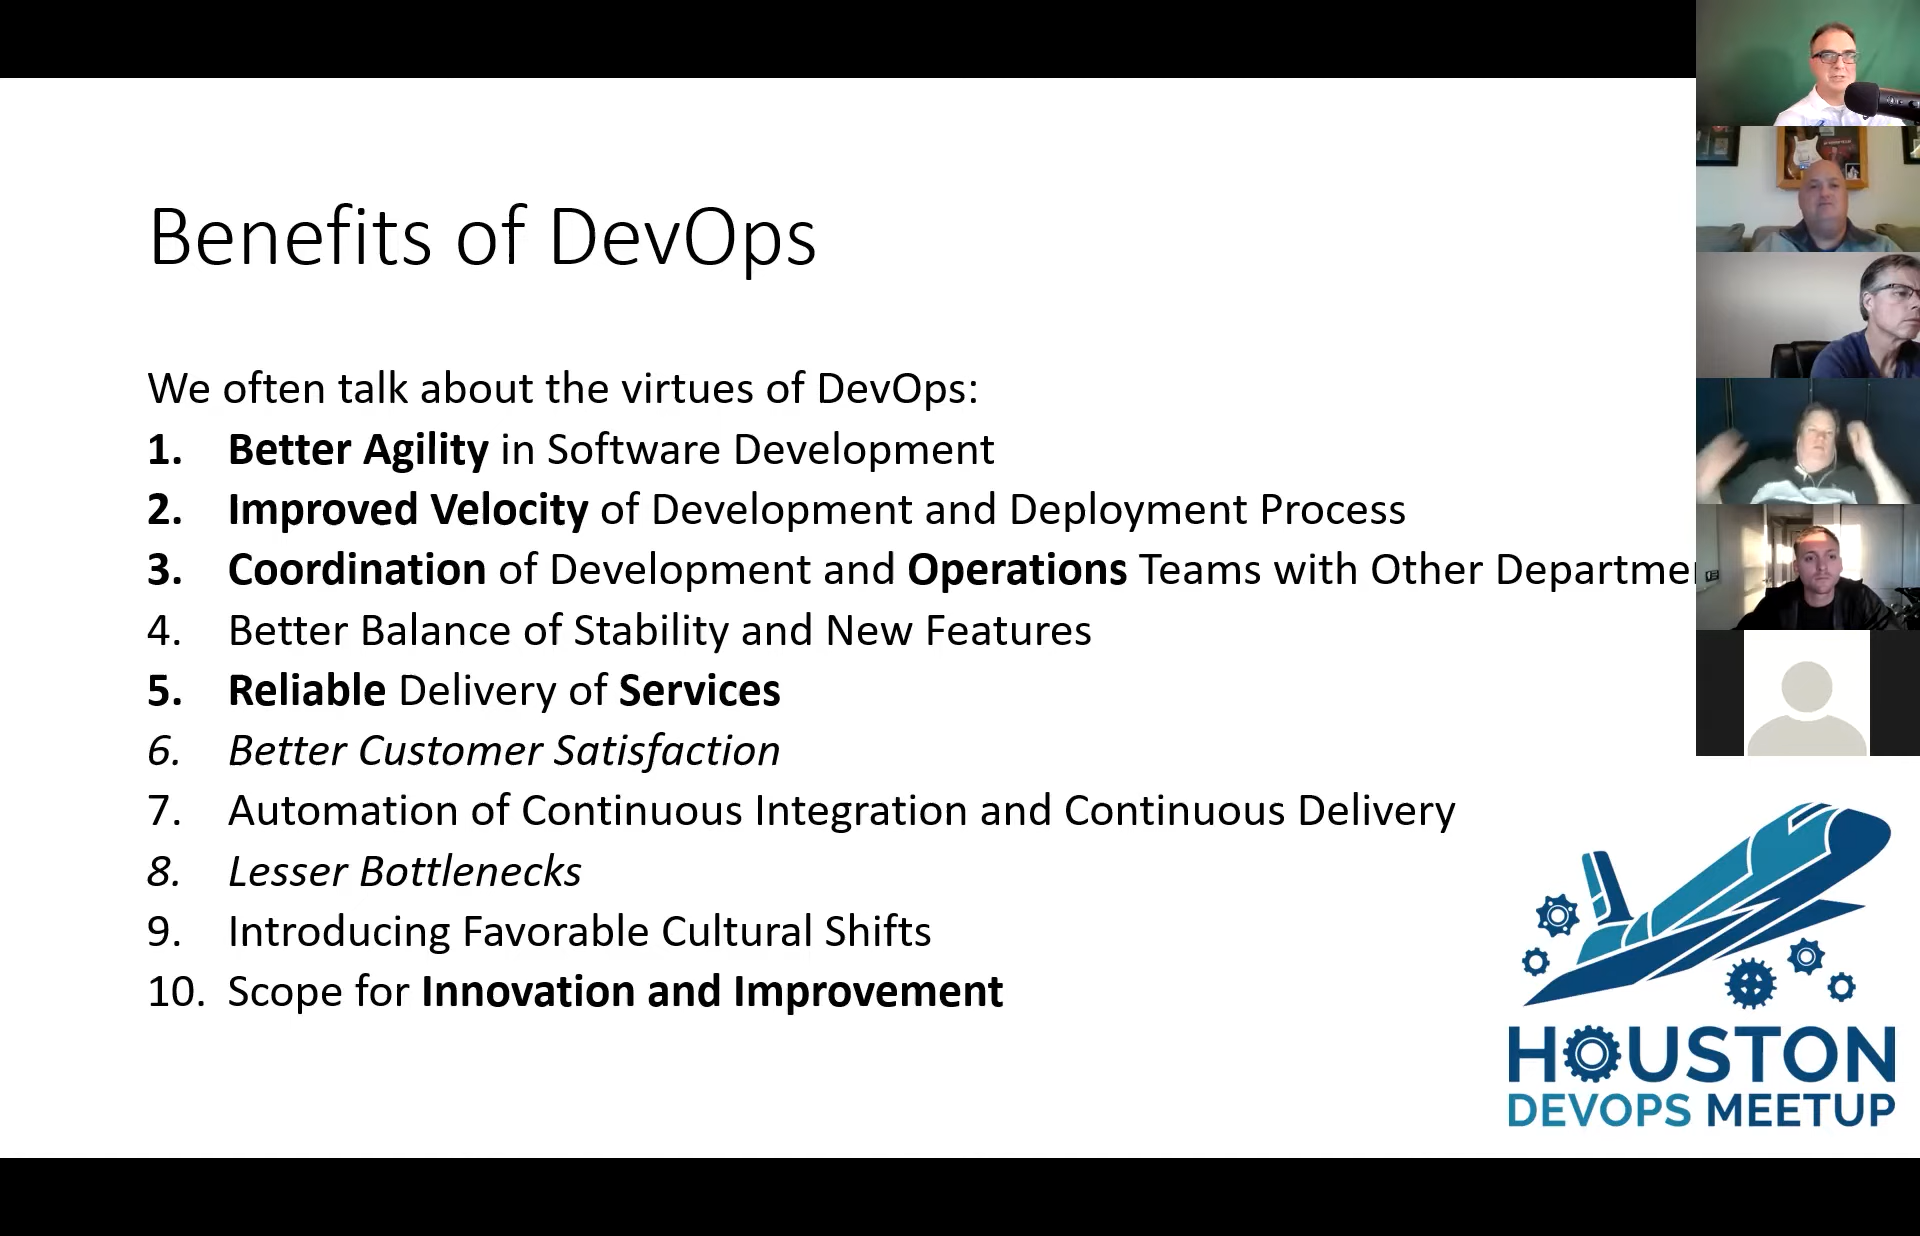 Benefits of DevOps
We often talk about the virtues of DevOps:
1. Better Agility in Software Development
2. Improved Velocity of Development and Deployment Process
3. Coordination of Development and Operations Teams with Other Departme
4. Better Balance of Stability and New Features
5. Reliable Delivery of Services
6. Better Customer Satisfaction
7. Automation of Continuous Integration and Continuous Delivery
8. Lesser Bottlenecks
9. Introducing Favorable Cultural Shifts
10. Scope for Innovation and Improvement
HOUSTON
DEVOPS MEETUP